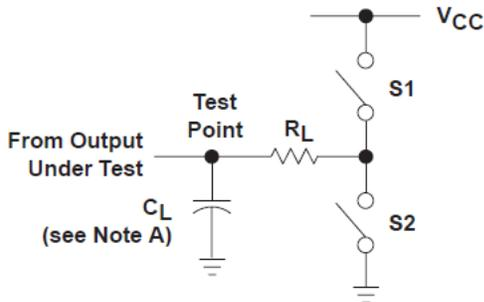 VCC
S1
Test
Point
RL
From Output
Under Test
CL
(see Note A)
S2